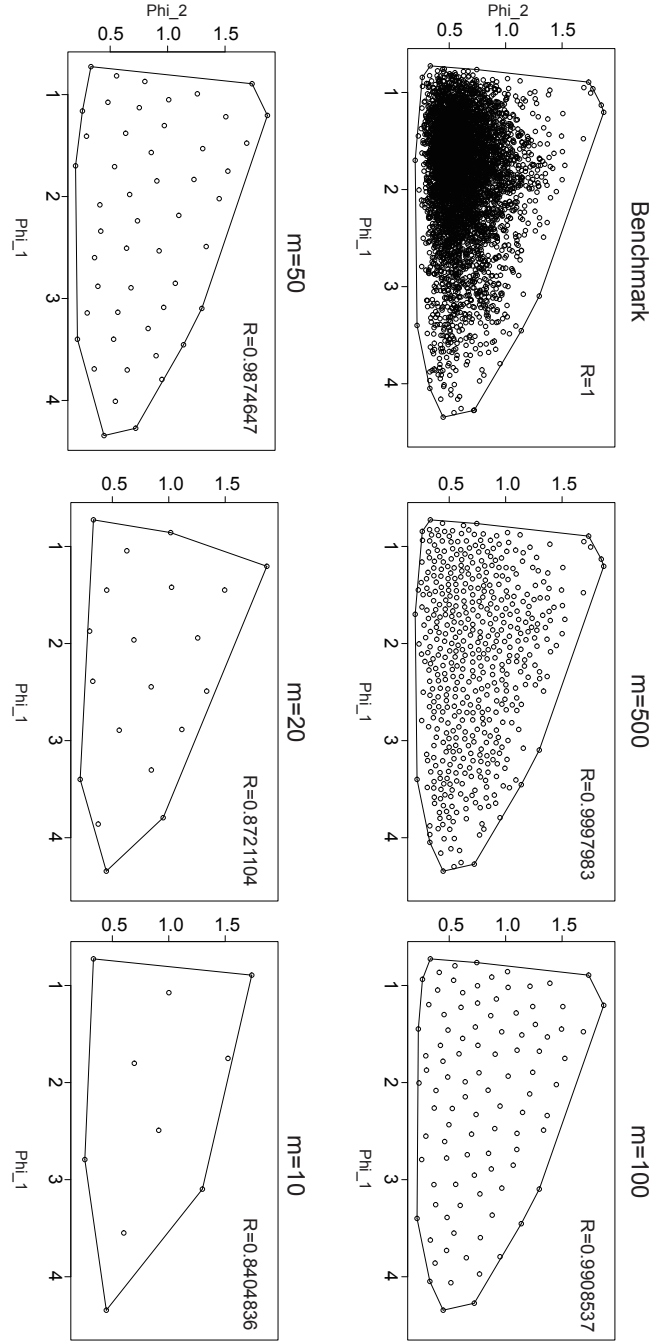 Benchmark
R=1
Phi_2
0.5 1.0 1.5
1 2 3 4
Phi_1
m=500
R=0.9997983
0.5 1.0 1.5
1 2 3 4
Phi_1
m=100
R=0.9908537
0.5 1.0 1.5
1 2 3 4
Phi_1
m=50
R=0.9874647
Phi_2
0.5 1.0 1.5
1 2 3 4
Phi_1
m=20
R=0.8721104
0.5 1.0 1.5
1 2 3 4
Phi_1
m=10
R=0.8404836
0.5 1.0 1.5
1 2 3 4
Phi_1